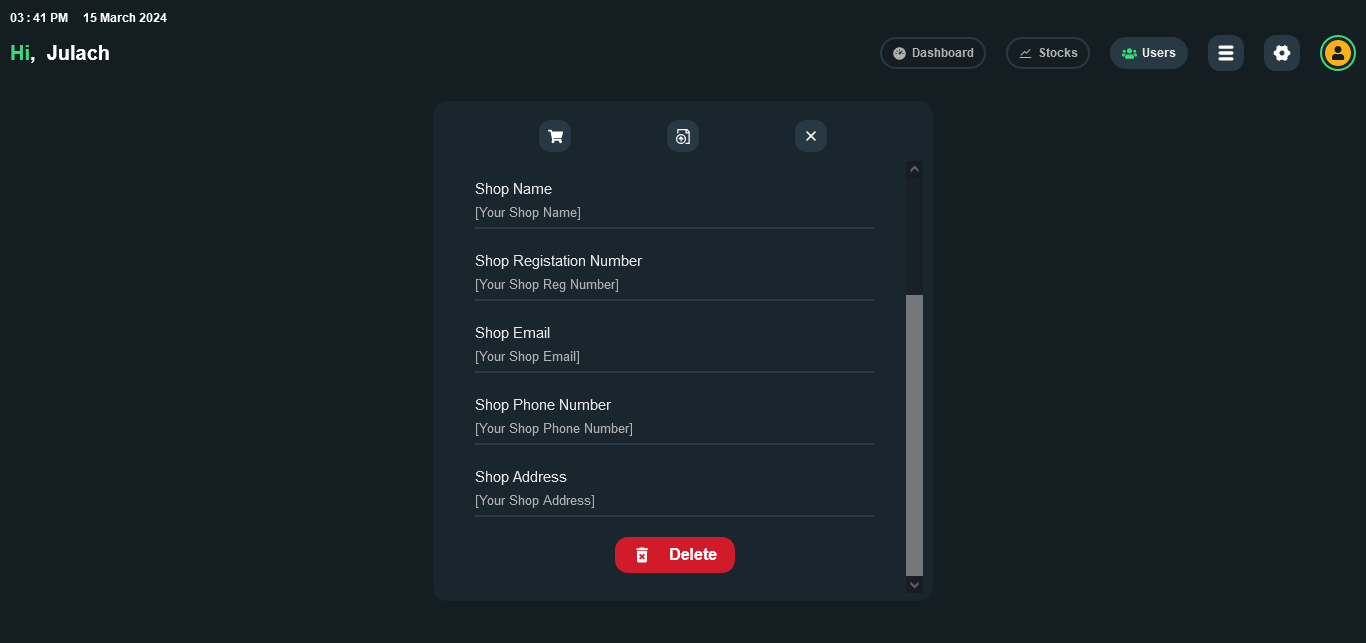 03 : 41 PM 15 March 2024
Hi, Julach
Dashboard
Stocks
Users
Shop Name
[Your Shop Name]
Shop Registation Number
[Your Shop Reg Number]
Shop Email
[Your Shop Email]
Shop Phone Number
[Your Shop Phone Number]
Shop Address
[Your Shop Address]
Delete